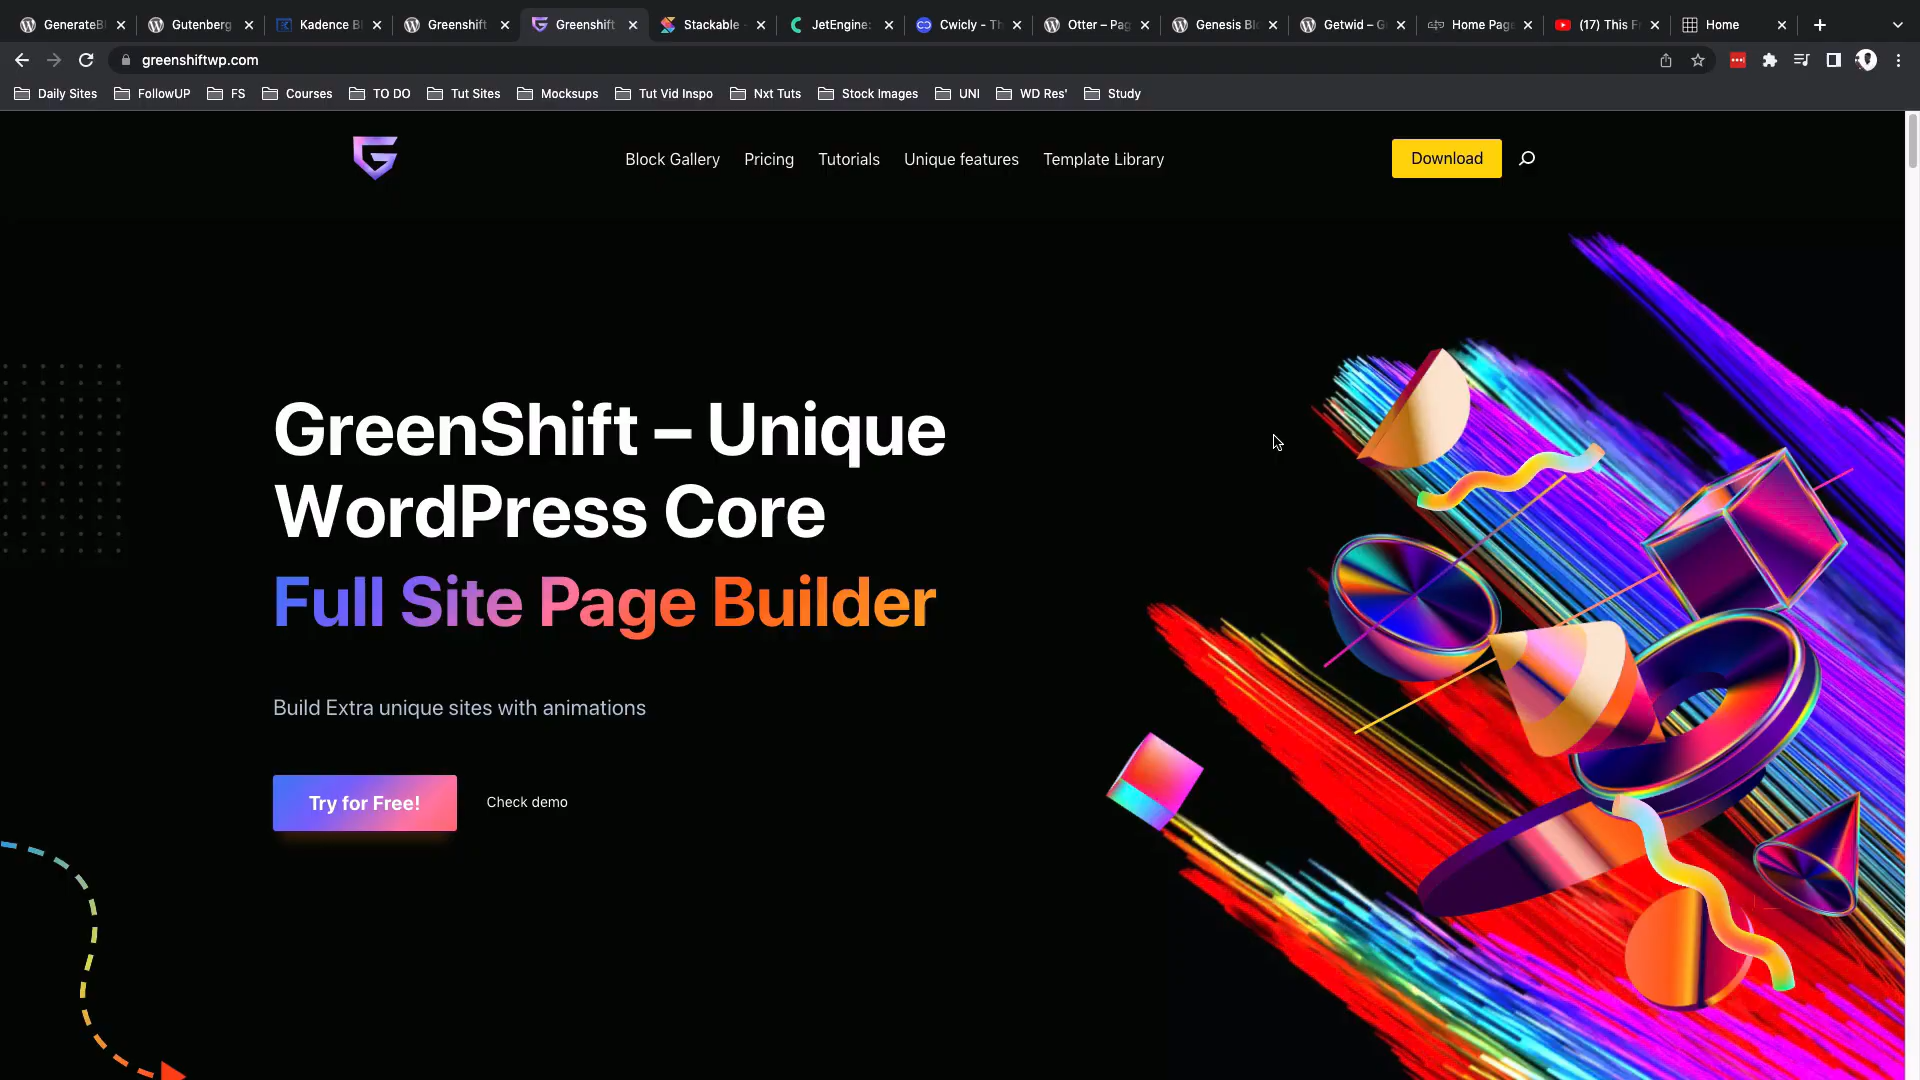 GenerateBl
Gutenberg
Kadence Bl
Greenshift
Greenshift
Stackable -
JetEngine:
Cwicly - Th
Otter – Pag
Genesis Blo
Getwid – G
Home Page
(17) This Fr
Home
greenshiftwp.com
Daily Sites
FollowUP
FS
Courses
TO DO
Tut Sites
Mocksups
Tut Vid Inspo
Nxt Tuts
Stock Images
UNI
WD Res'
Study
Block Gallery
Pricing
Tutorials
Unique features
Template Library
Download
GreenShift – Unique
WordPress Core
Full Site Page Builder
Build Extra unique sites with animations
Try for Free!
Check demo